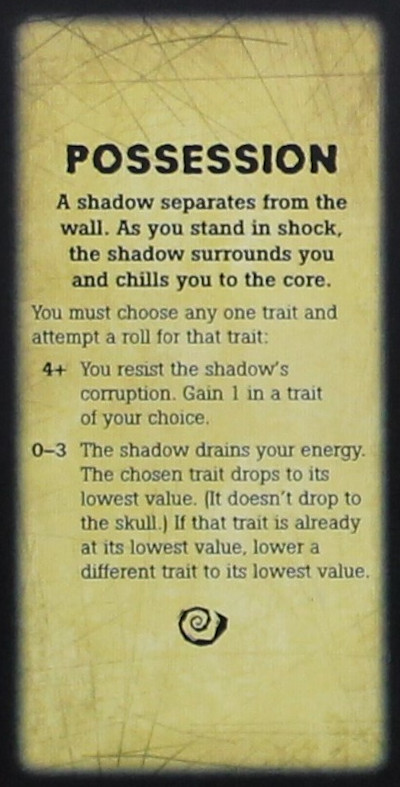 POSSESSION
A shadow separates from the
wall. As you stand in shock,
the shadow surrounds you
and chills you to the core.
You must choose any one trait and
attempt a roll for that trait:
4+ You resist the shadow's
corruption. Gain 1 in a trait
of your choice.
0–3 The shadow drains your energy.
The chosen trait drops to its
lowest value. (It doesn't drop to
the skull.) If that trait is already
at its lowest value, lower a
different trait to its lowest value.